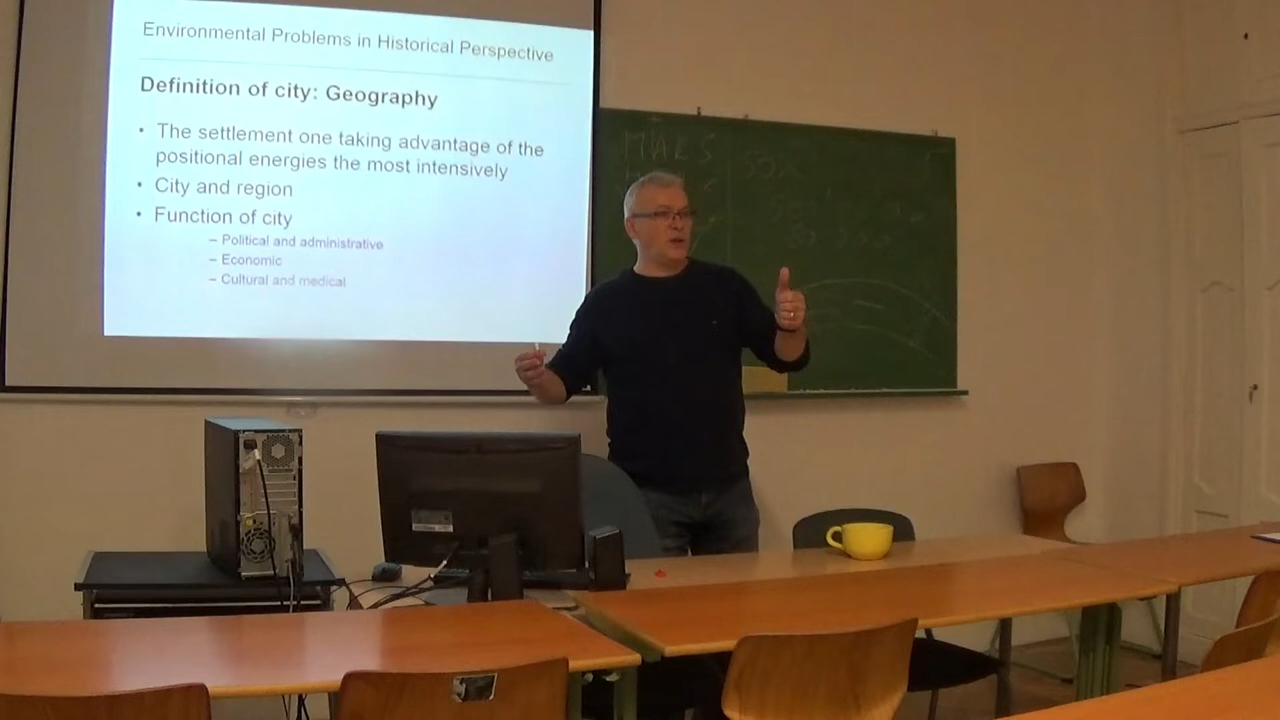 Environmental Problems in Historical Perspective
Definition of city: Geography
• The settlement one taking advantage of the
positional energies the most intensively
• City and region
• Function of city
– Political and administrative
– Economic
– Cultural and medical
MARS